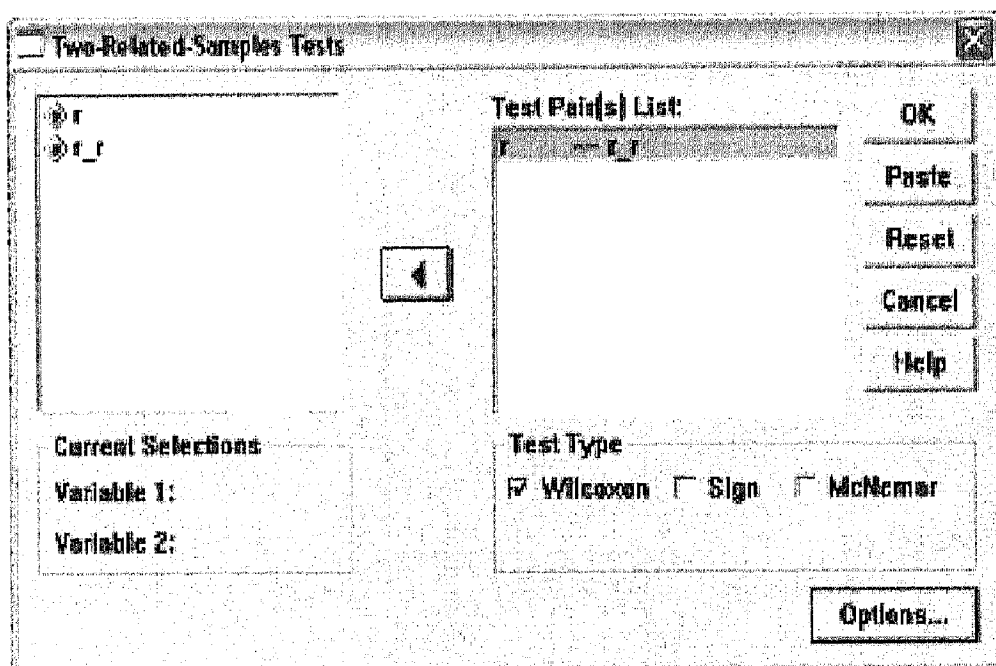 Two-Related-Samples Tests
r
r_r
Test Pair(s) List:
r -- r_r
OK
Paste
Reset
Cancel
Help
Current Selections
Variable 1:
Variable 2:
Test Type
Wilcoxon Sign McNemar
Options...